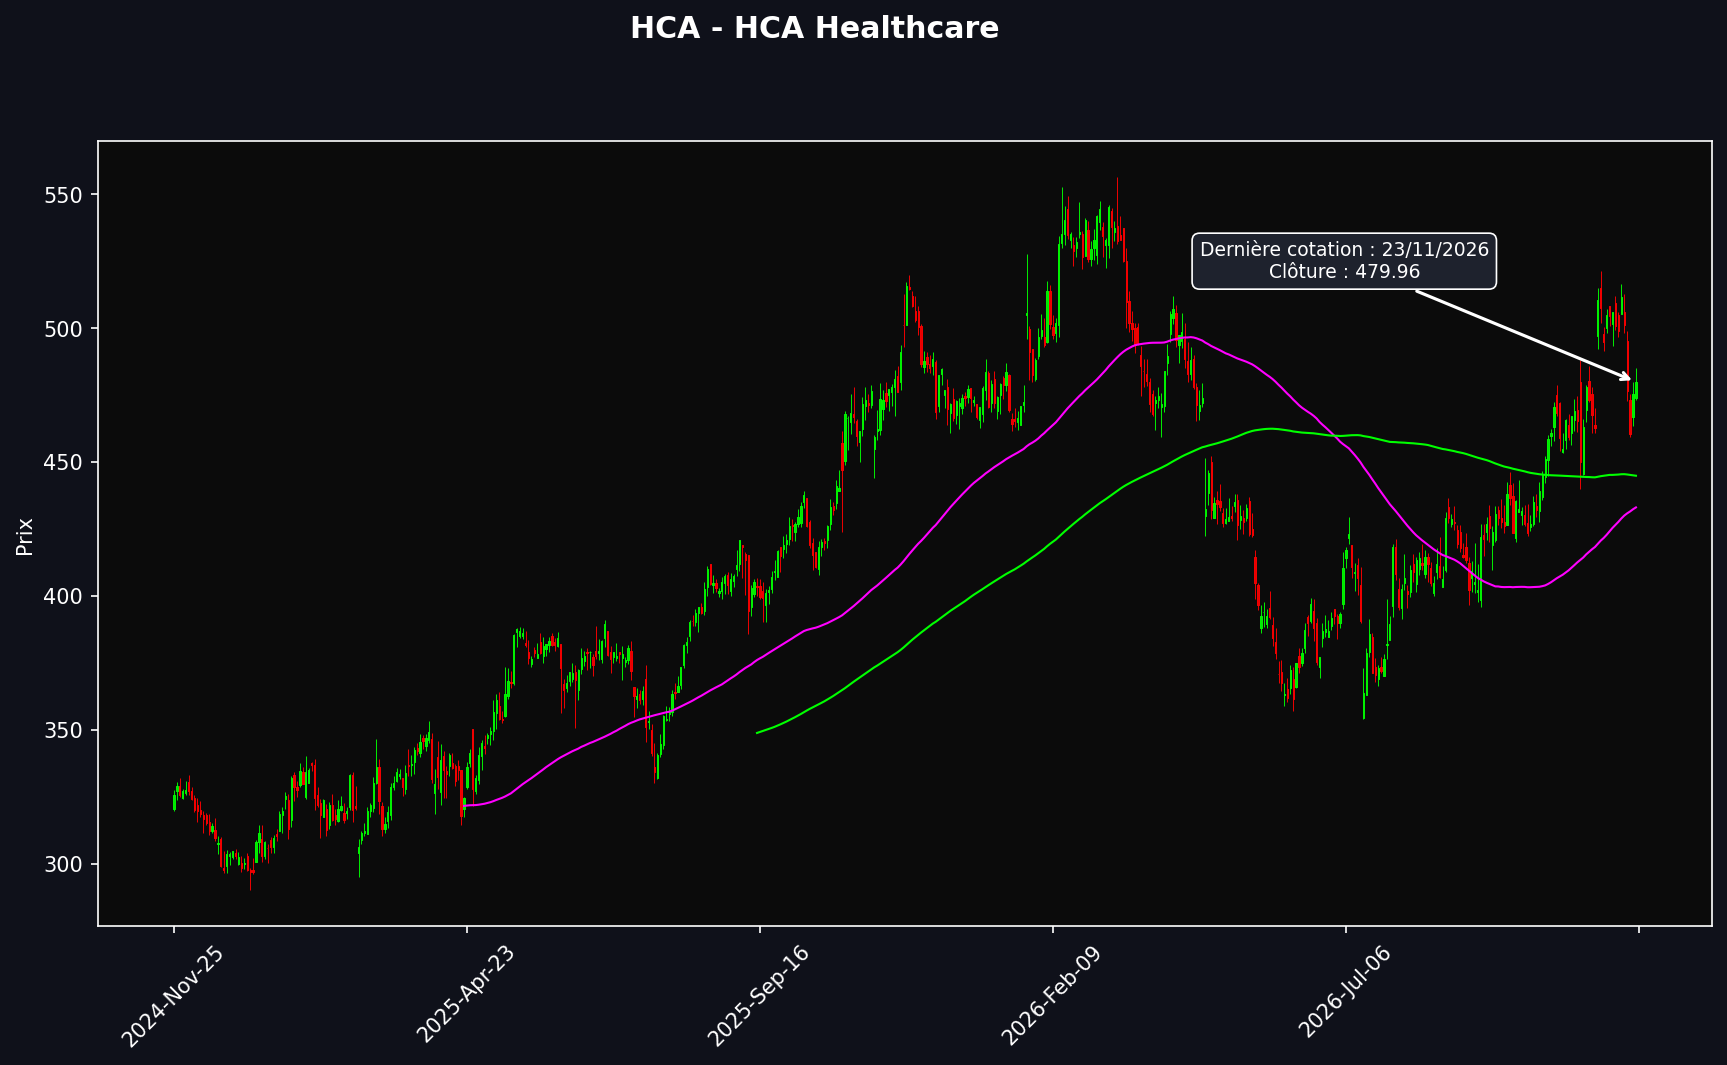 HCA - HCA Healthcare
Dernière cotation : 23/11/2026
Clôture : 479.96
Prix
550
500
450
400
350
300
2024-Nov-25
2025-Apr-23
2025-Sep-16
2026-Feb-09
2026-Jul-06